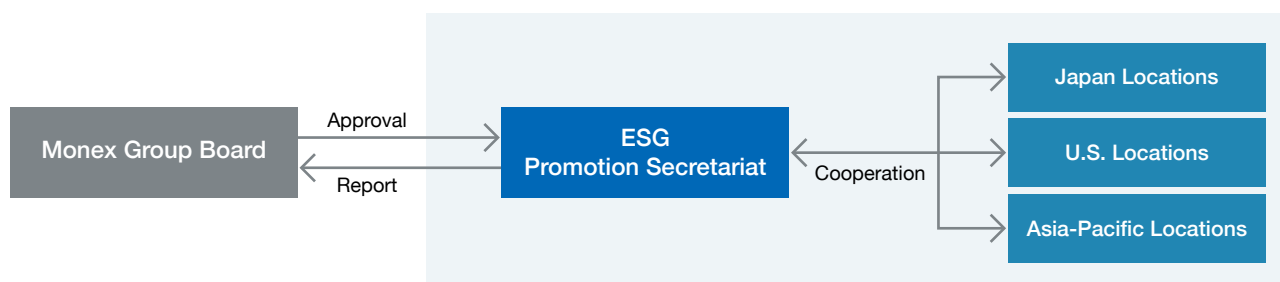 Monex Group Board
Approval
Report
ESG
Promotion Secretariat
Cooperation
Japan Locations
U.S. Locations
Asia-Pacific Locations